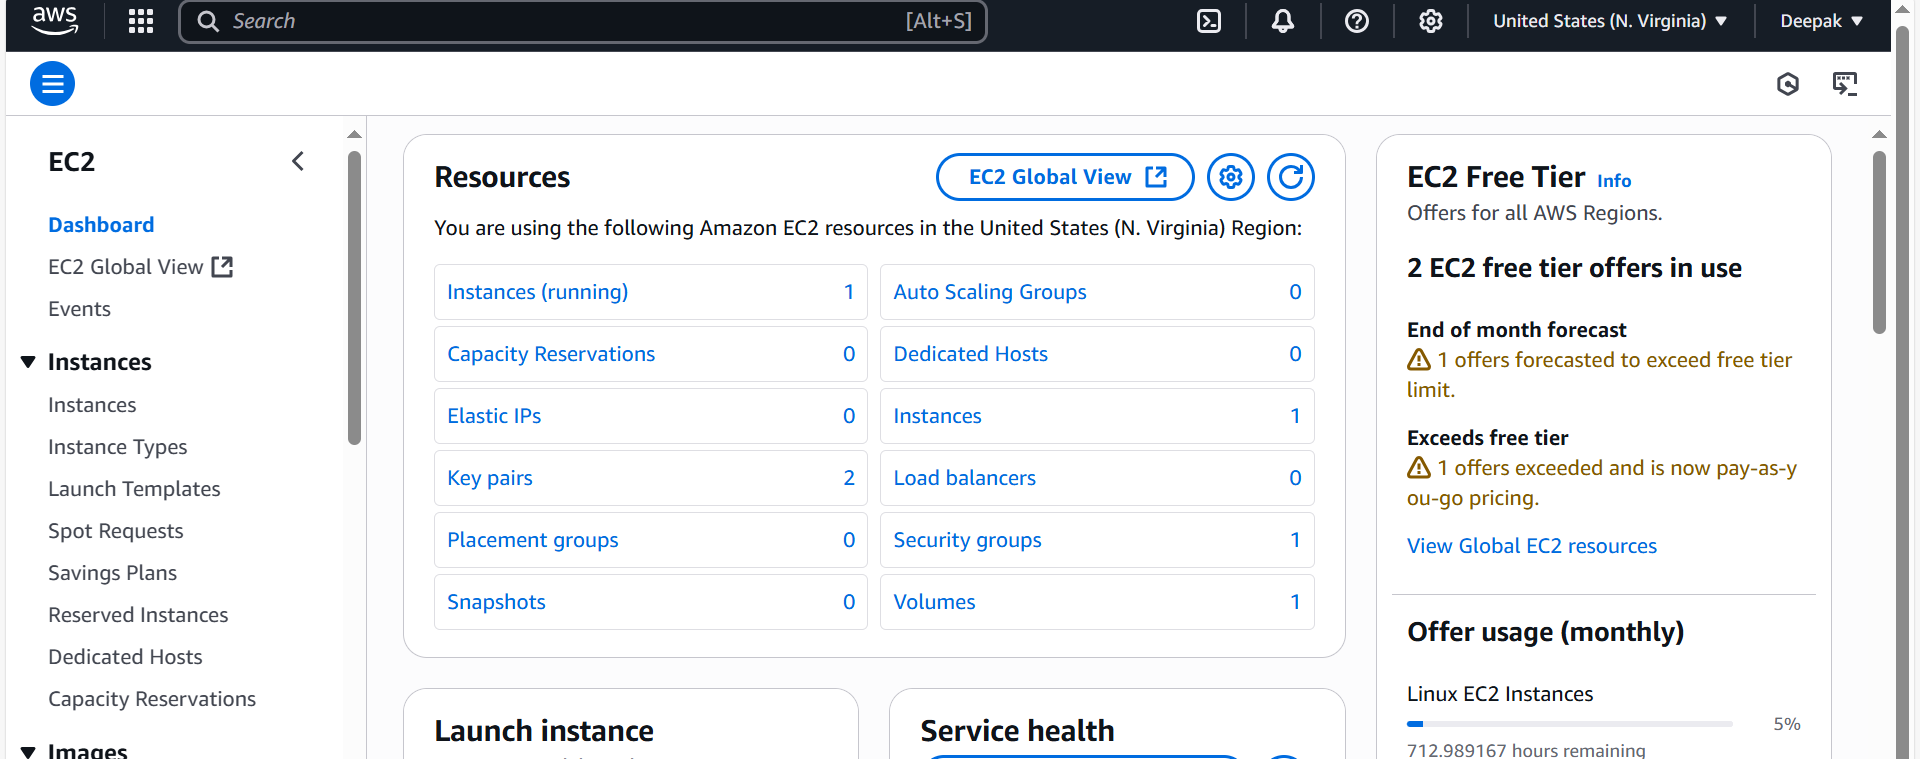 aws
Search [Alt+S]
United States (N. Virginia)
Deepak
EC2
Dashboard
EC2 Global View
Events
Instances
Instances
Instance Types
Launch Templates
Spot Requests
Savings Plans
Reserved Instances
Dedicated Hosts
Capacity Reservations
Images
Resources
EC2 Global View
You are using the following Amazon EC2 resources in the United States (N. Virginia) Region:
Instances (running) 1
Auto Scaling Groups 0
Capacity Reservations 0
Dedicated Hosts 0
Elastic IPs 0
Instances 1
Key pairs 2
Load balancers 0
Placement groups 0
Security groups 1
Snapshots 0
Volumes 1
Launch instance
Service health
EC2 Free Tier Info
Offers for all AWS Regions.
2 EC2 free tier offers in use
End of month forecast
1 offers forecasted to exceed free tier
limit.
Exceeds free tier
1 offers exceeded and is now pay-as-y
ou-go pricing.
View Global EC2 resources
Offer usage (monthly)
Linux EC2 Instances
5%
712.989167 hours remaining